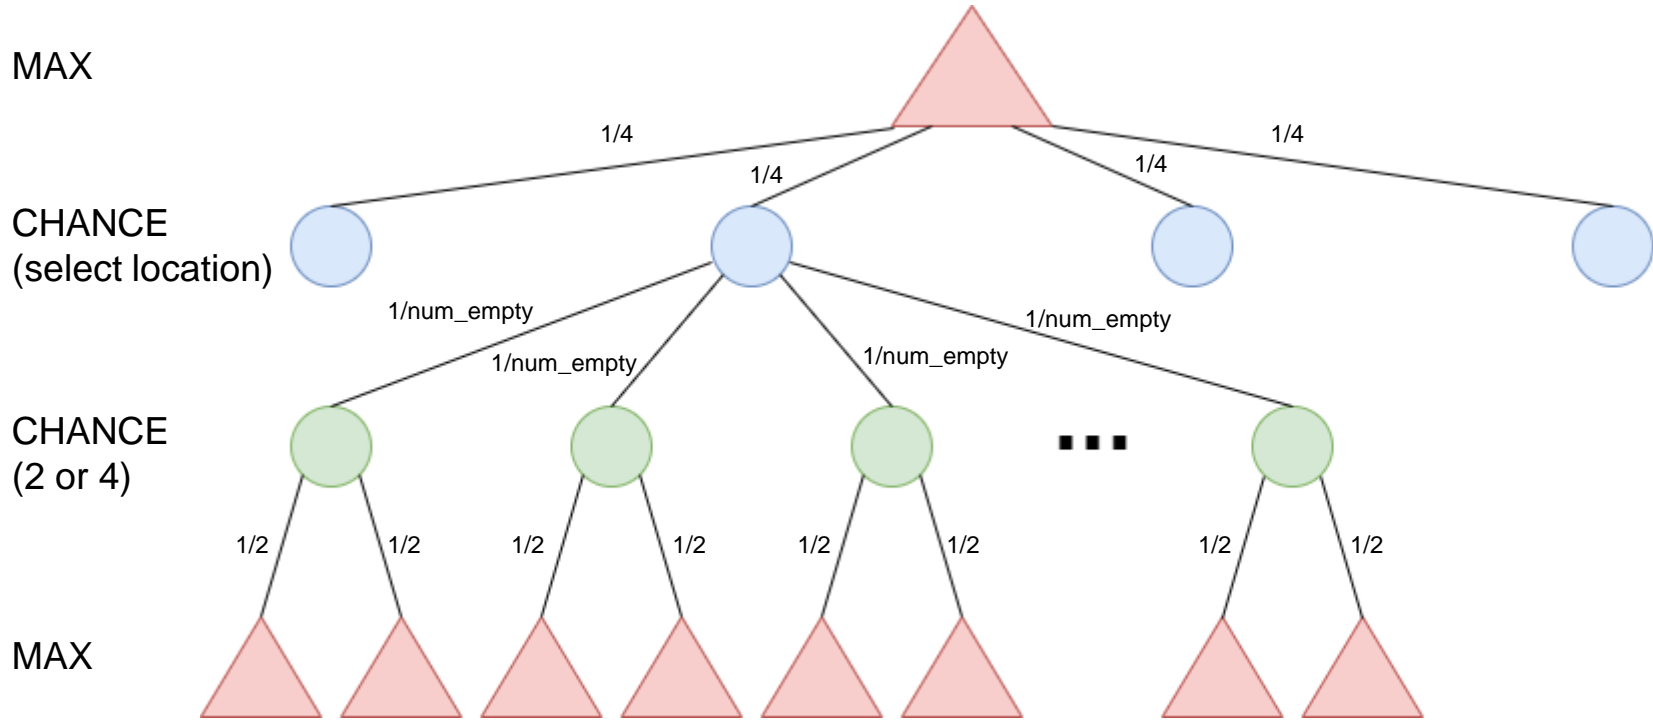 MAX
1/4
1/4
1/4
1/4
CHANCE
(select location)
1/num_empty
1/num_empty
1/num_empty
1/num_empty
CHANCE
(2 or 4)
...
1/2
1/2
1/2
1/2
1/2
1/2
1/2
1/2
MAX